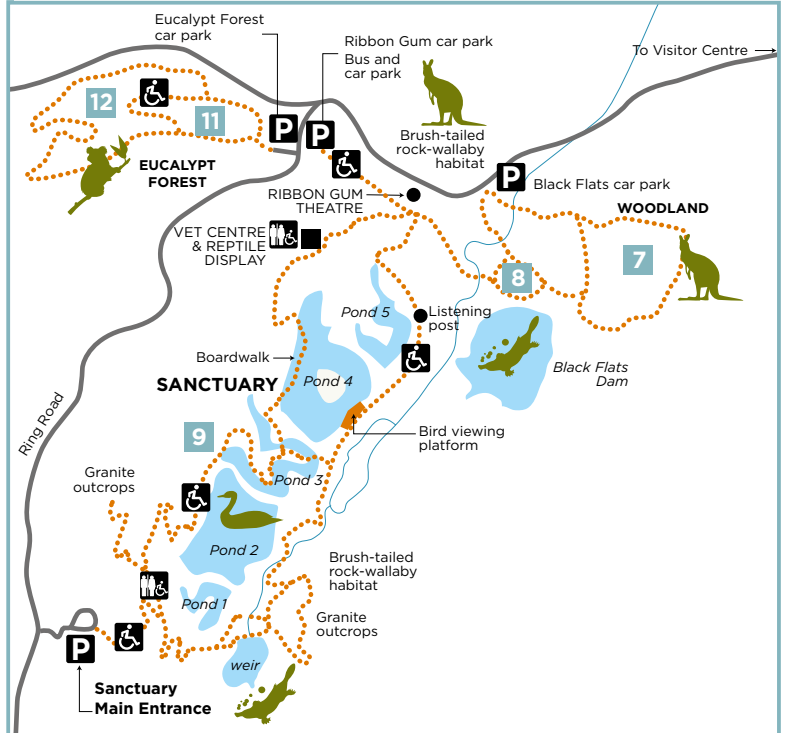 Eucalypt Forest
car park
Ribbon Gum car park
Bus and
car park
To Visitor Centre
12
11
P
P
Brush-tailed
rock-wallaby
habitat
EUCALYPT
FOREST
P
Black Flats car park
RIBBON GUM
THEATRE
WOODLAND
VET CENTRE
& REPTILE
DISPLAY
7
8
Pond 5
Listening
post
Boardwalk
Black Flats
Dam
SANCTUARY
Pond 4
Ring Road
9
Bird viewing
platform
Granite
outcrops
Pond 3
Pond 2
Brush-tailed
rock-wallaby
habitat
Pond 1
Granite
outcrops
P
weir
Sanctuary
Main Entrance